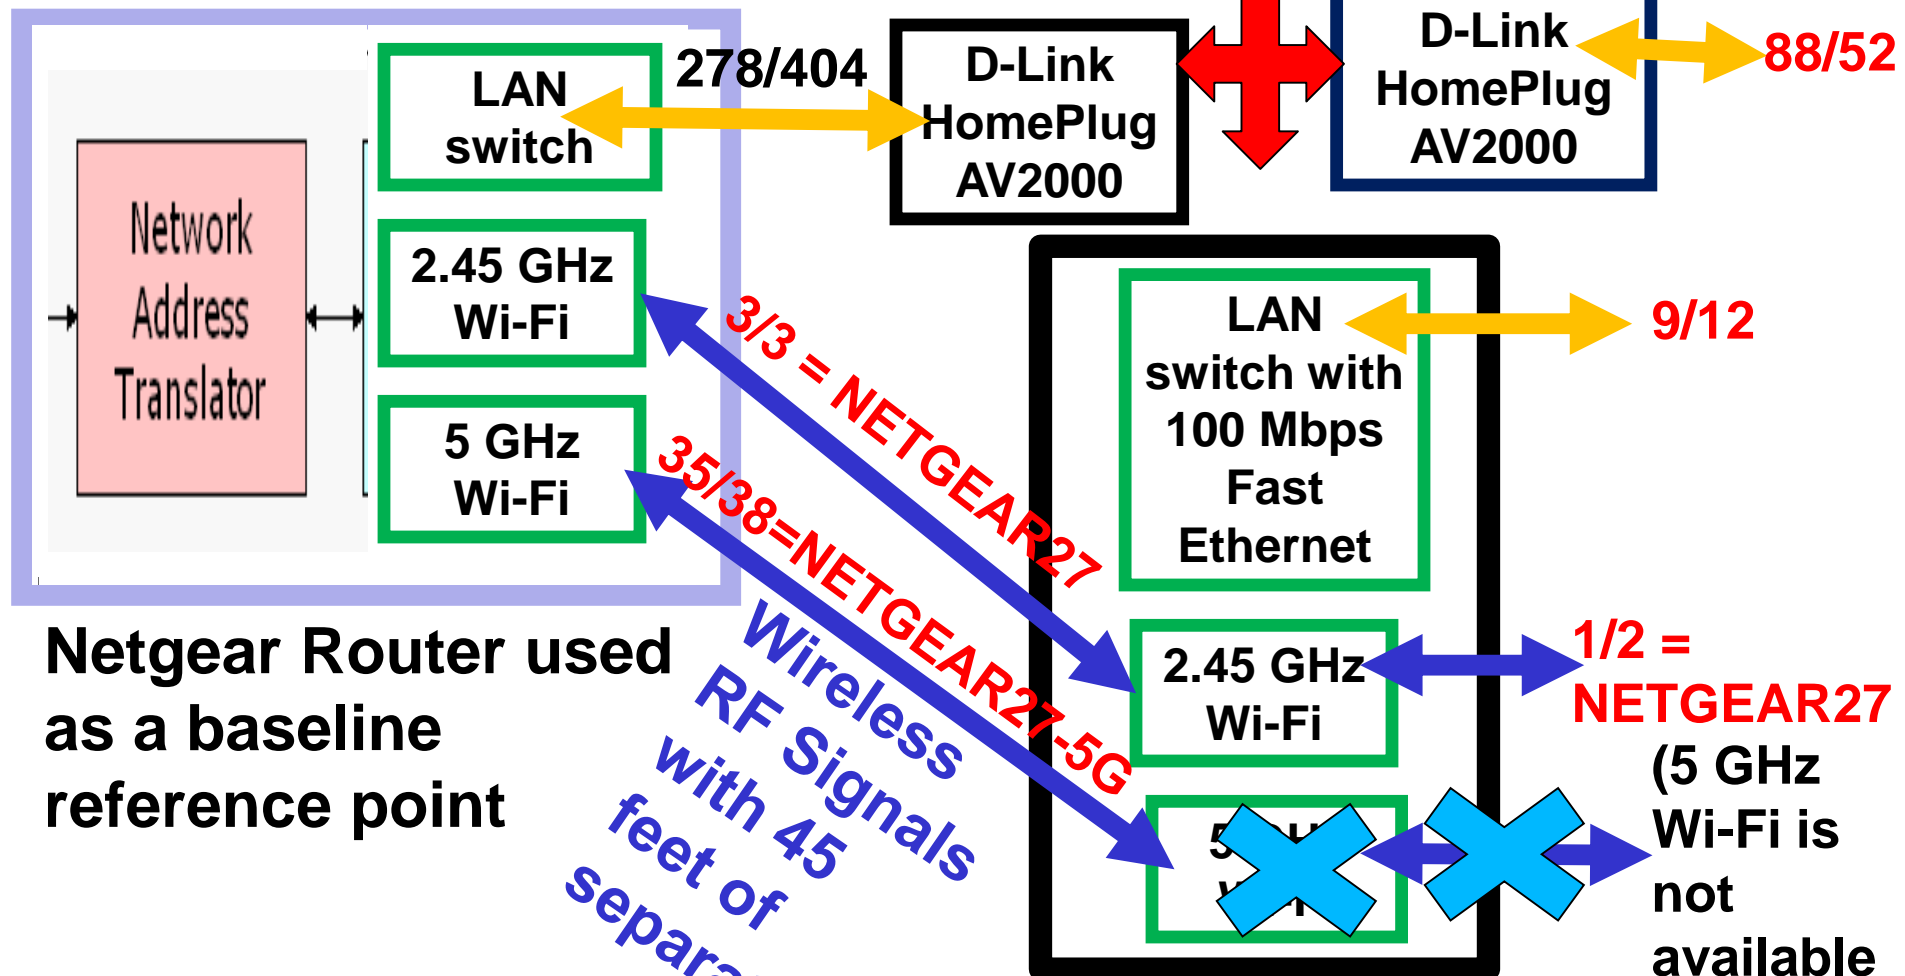 Network
Address
Translator
LAN
switch
278/404
D-Link
HomePlug
AV2000
D-Link
HomePlug
AV2000
88/52
2.45 GHz
Wi-Fi
5 GHz
Wi-Fi
3/3 = NETGEAR27
35/38=NETGEAR27-5G
LAN
switch with
100 Mbps
Fast
Ethernet
9/12
2.45 GHz
Wi-Fi
1/2 =
NETGEAR27
(5 GHz
Wi-Fi is
not
available
Netgear Router used
as a baseline
reference point
Wireless
RF Signals
with 45
feet of